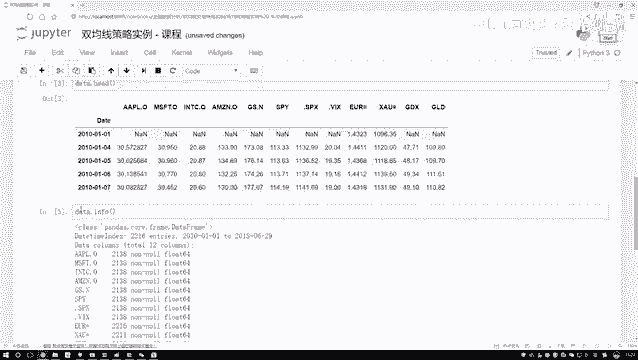 jupyter 双均线策略实例 - 课程 (unsaved changes)
File Edit View Insert Cell Kernel Widgets Help
Trusted Python 3
Code
In [3]: data.head()
Out[3]:
AAPL.O MSFT.O INTC.O AMZN.O GS.N SPY .SPX .VIX EUR= XAU= GDX GLD
Date
2010-01-01 NaN NaN NaN NaN NaN NaN NaN NaN 1.4323 1096.35 NaN NaN
2010-01-04 30.572827 30.950 20.88 133.90 173.08 113.33 1132.99 20.04 1.4411 1120.00 47.71 109.80
2010-01-05 30.625684 30.960 20.87 134.69 176.14 113.63 1136.52 19.35 1.4368 1118.65 48.17 109.70
2010-01-06 30.138541 30.770 20.80 132.25 174.26 113.71 1137.14 19.16 1.4412 1138.50 49.34 111.51
2010-01-07 30.082827 30.452 20.60 130.00 177.67 114.19 1141.69 19.06 1.4318 1131.90 49.10 110.82
In [5]: data.info()
<class 'pandas.core.frame.DataFrame'>
DatetimeIndex: 2216 entries, 2010-01-01 to 2018-06-29
Data columns (total 12 columns):
AAPL.O 2138 non-null float64
MSFT.O 2138 non-null float64
INTC.O 2138 non-null float64
AMZN.O 2138 non-null float64
GS.N 2138 non-null float64
SPY 2138 non-null float64
.SPX 2138 non-null float64
.VIX 2138 non-null float64
EUR= 2216 non-null float64
XAU= 2211 non-null float64